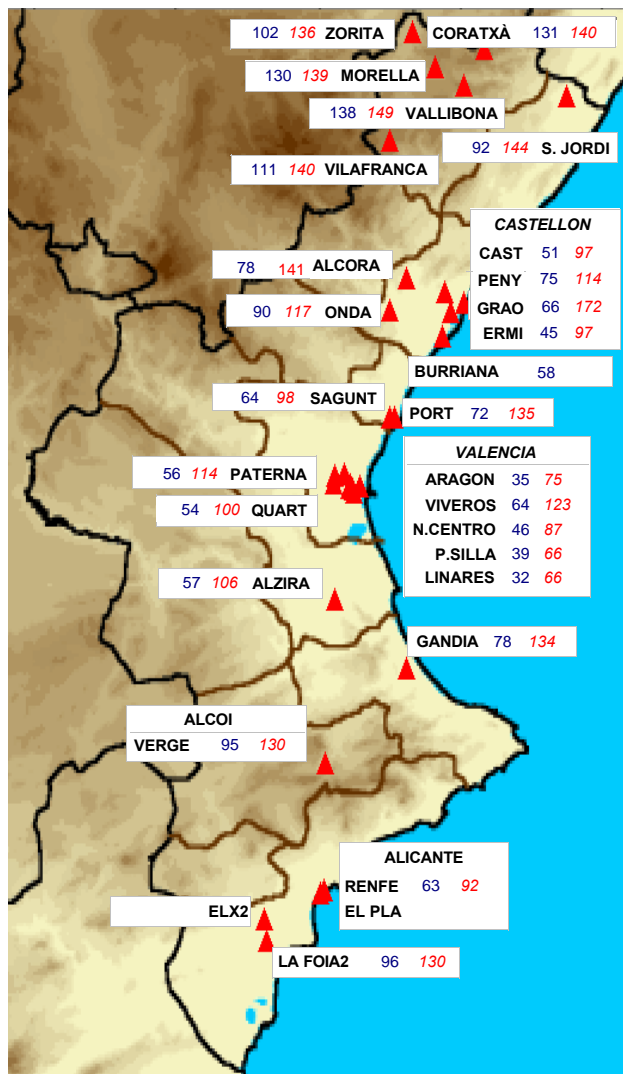 102 136 ZORITA
CORATXÀ 131 140
130 139 MORELLA
138 149 VALLIBONA
92 144 S. JORDI
111 140 VILAFRANCA
CASTELLON
CAST 51 97
PENY 75 114
GRAO 66 172
ERMI 45 97
78 141 ALCORA
90 117 ONDA
BURRIANA 58
64 98 SAGUNT
PORT 72 135
VALENCIA
ARAGON 35 75
VIVEROS 64 123
N.CENTRO 46 87
P.SILLA 39 66
LINARES 32 66
56 114 PATERNA
54 100 QUART
57 106 ALZIRA
GANDIA 78 134
ALCOI
VERGE 95 130
ALICANTE
RENFE 63 92
EL PLA
ELX2
LA FOIA2 96 130